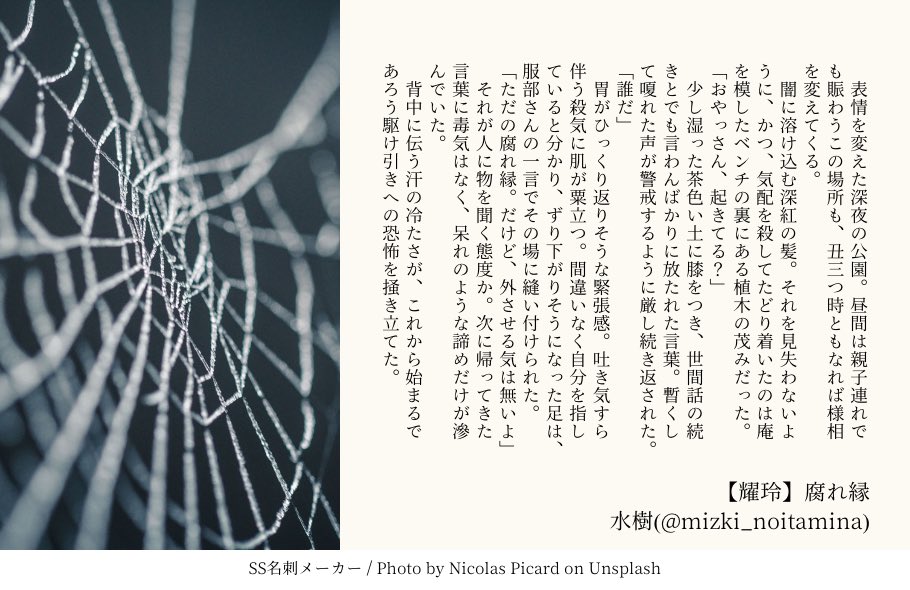 表情を変えた深夜の公園。昼間は親子連れで
も賑わうこの場所も、丑三つ時ともなれば様相
を変えてくる。
闇に溶け込む深紅の髪。それを見失わないよ
うに、かつ、気配を殺してたどり着いたのは庵
を模したベンチの裏にある植木の茂みだった。
「おやっさん、起きてる？」
少し湿った茶色い土に膝をつき、世間話の続
きとでも言わんばかりに放たれた言葉。暫くし
て嗄れた声が警戒するように厳し続き返された。
「誰だ」
胃がひっくり返りそうな緊張感。吐き気すら
伴う殺気に肌が粟立つ。間違いなく自分を指し
ていると分かり、ずり下がりそうになった足は、
服部さんの一言でその場に縫い付けられた。
「ただの腐れ縁。だけど、外させる気は無いよ」
それが人に物を聞く態度か。次に帰ってきた
言葉に毒気はなく、呆れのような諦めだけが滲
んでいた。
背中に伝う汗の冷たさが、これから始まるで
あろう駆け引きへの恐怖を掻き立てた。
【耀玲】腐れ縁
水樹(@mizki_noitamina)
SS名刺メーカー / Photo by Nicolas Picard on Unsplash